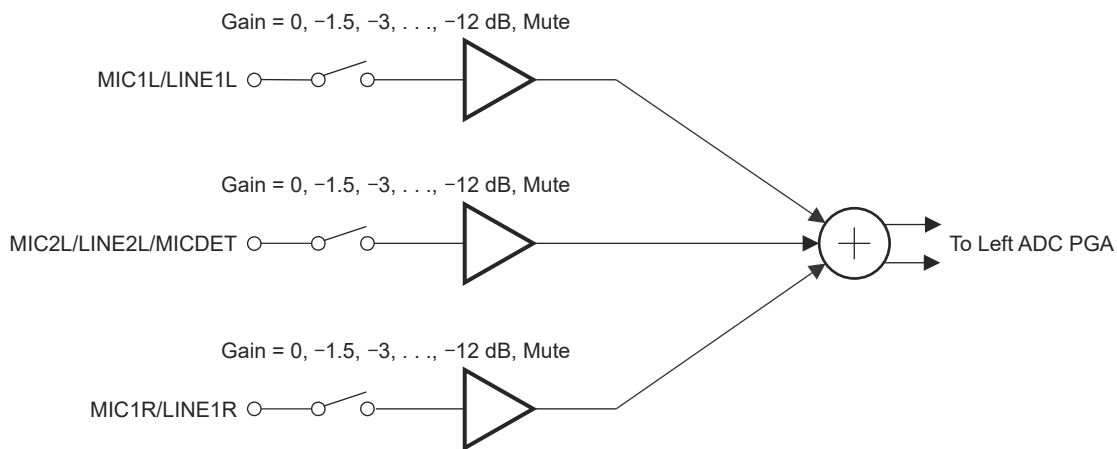 Gain = 0, −1.5, −3, . . ., −12 dB, Mute
MIC1L/LINE1L
Gain = 0, −1.5, −3, . . ., −12 dB, Mute
MIC2L/LINE2L/MICDET
To Left ADC PGA
Gain = 0, −1.5, −3, . . ., −12 dB, Mute
MIC1R/LINE1R